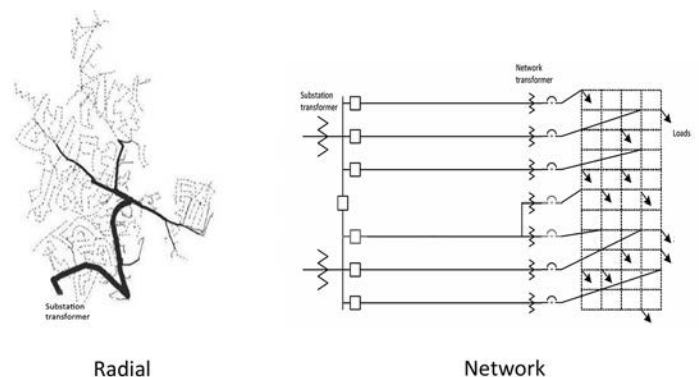 Substation
transformer
Radial
Substation
transformer
Network
transformer
Loads
Network